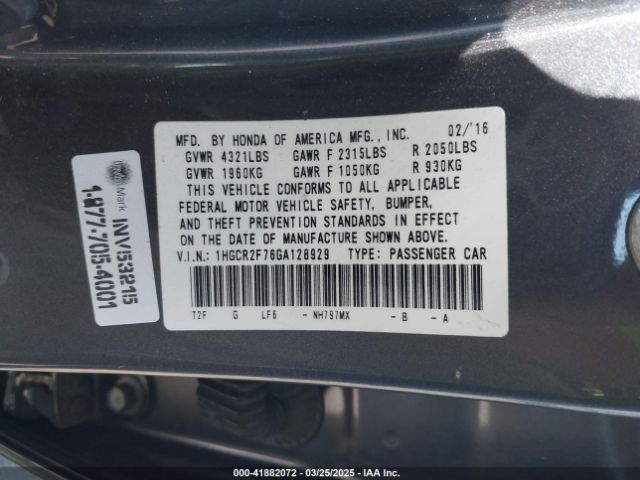 MFD. BY HONDA OF AMERICA MFG., INC. 02/'16
GVWR 4321LBS GAWR F 2315LBS R 2050LBS
GVWR 1960KG GAWR F 1050KG R 930KG
THIS VEHICLE CONFORMS TO ALL APPLICABLE
FEDERAL MOTOR VEHICLE SAFETY, BUMPER,
AND THEFT PREVENTION STANDARDS IN EFFECT
ON THE DATE OF MANUFACTURE SHOWN ABOVE.
V.I.N.: 1HGCR2F76GA128929 TYPE: PASSENGER CAR
T2F G LF6 - NH797MX - B - A
Mark INV53215
1-877-705-4001
000-41882072 — 03/25/2025 — IAA